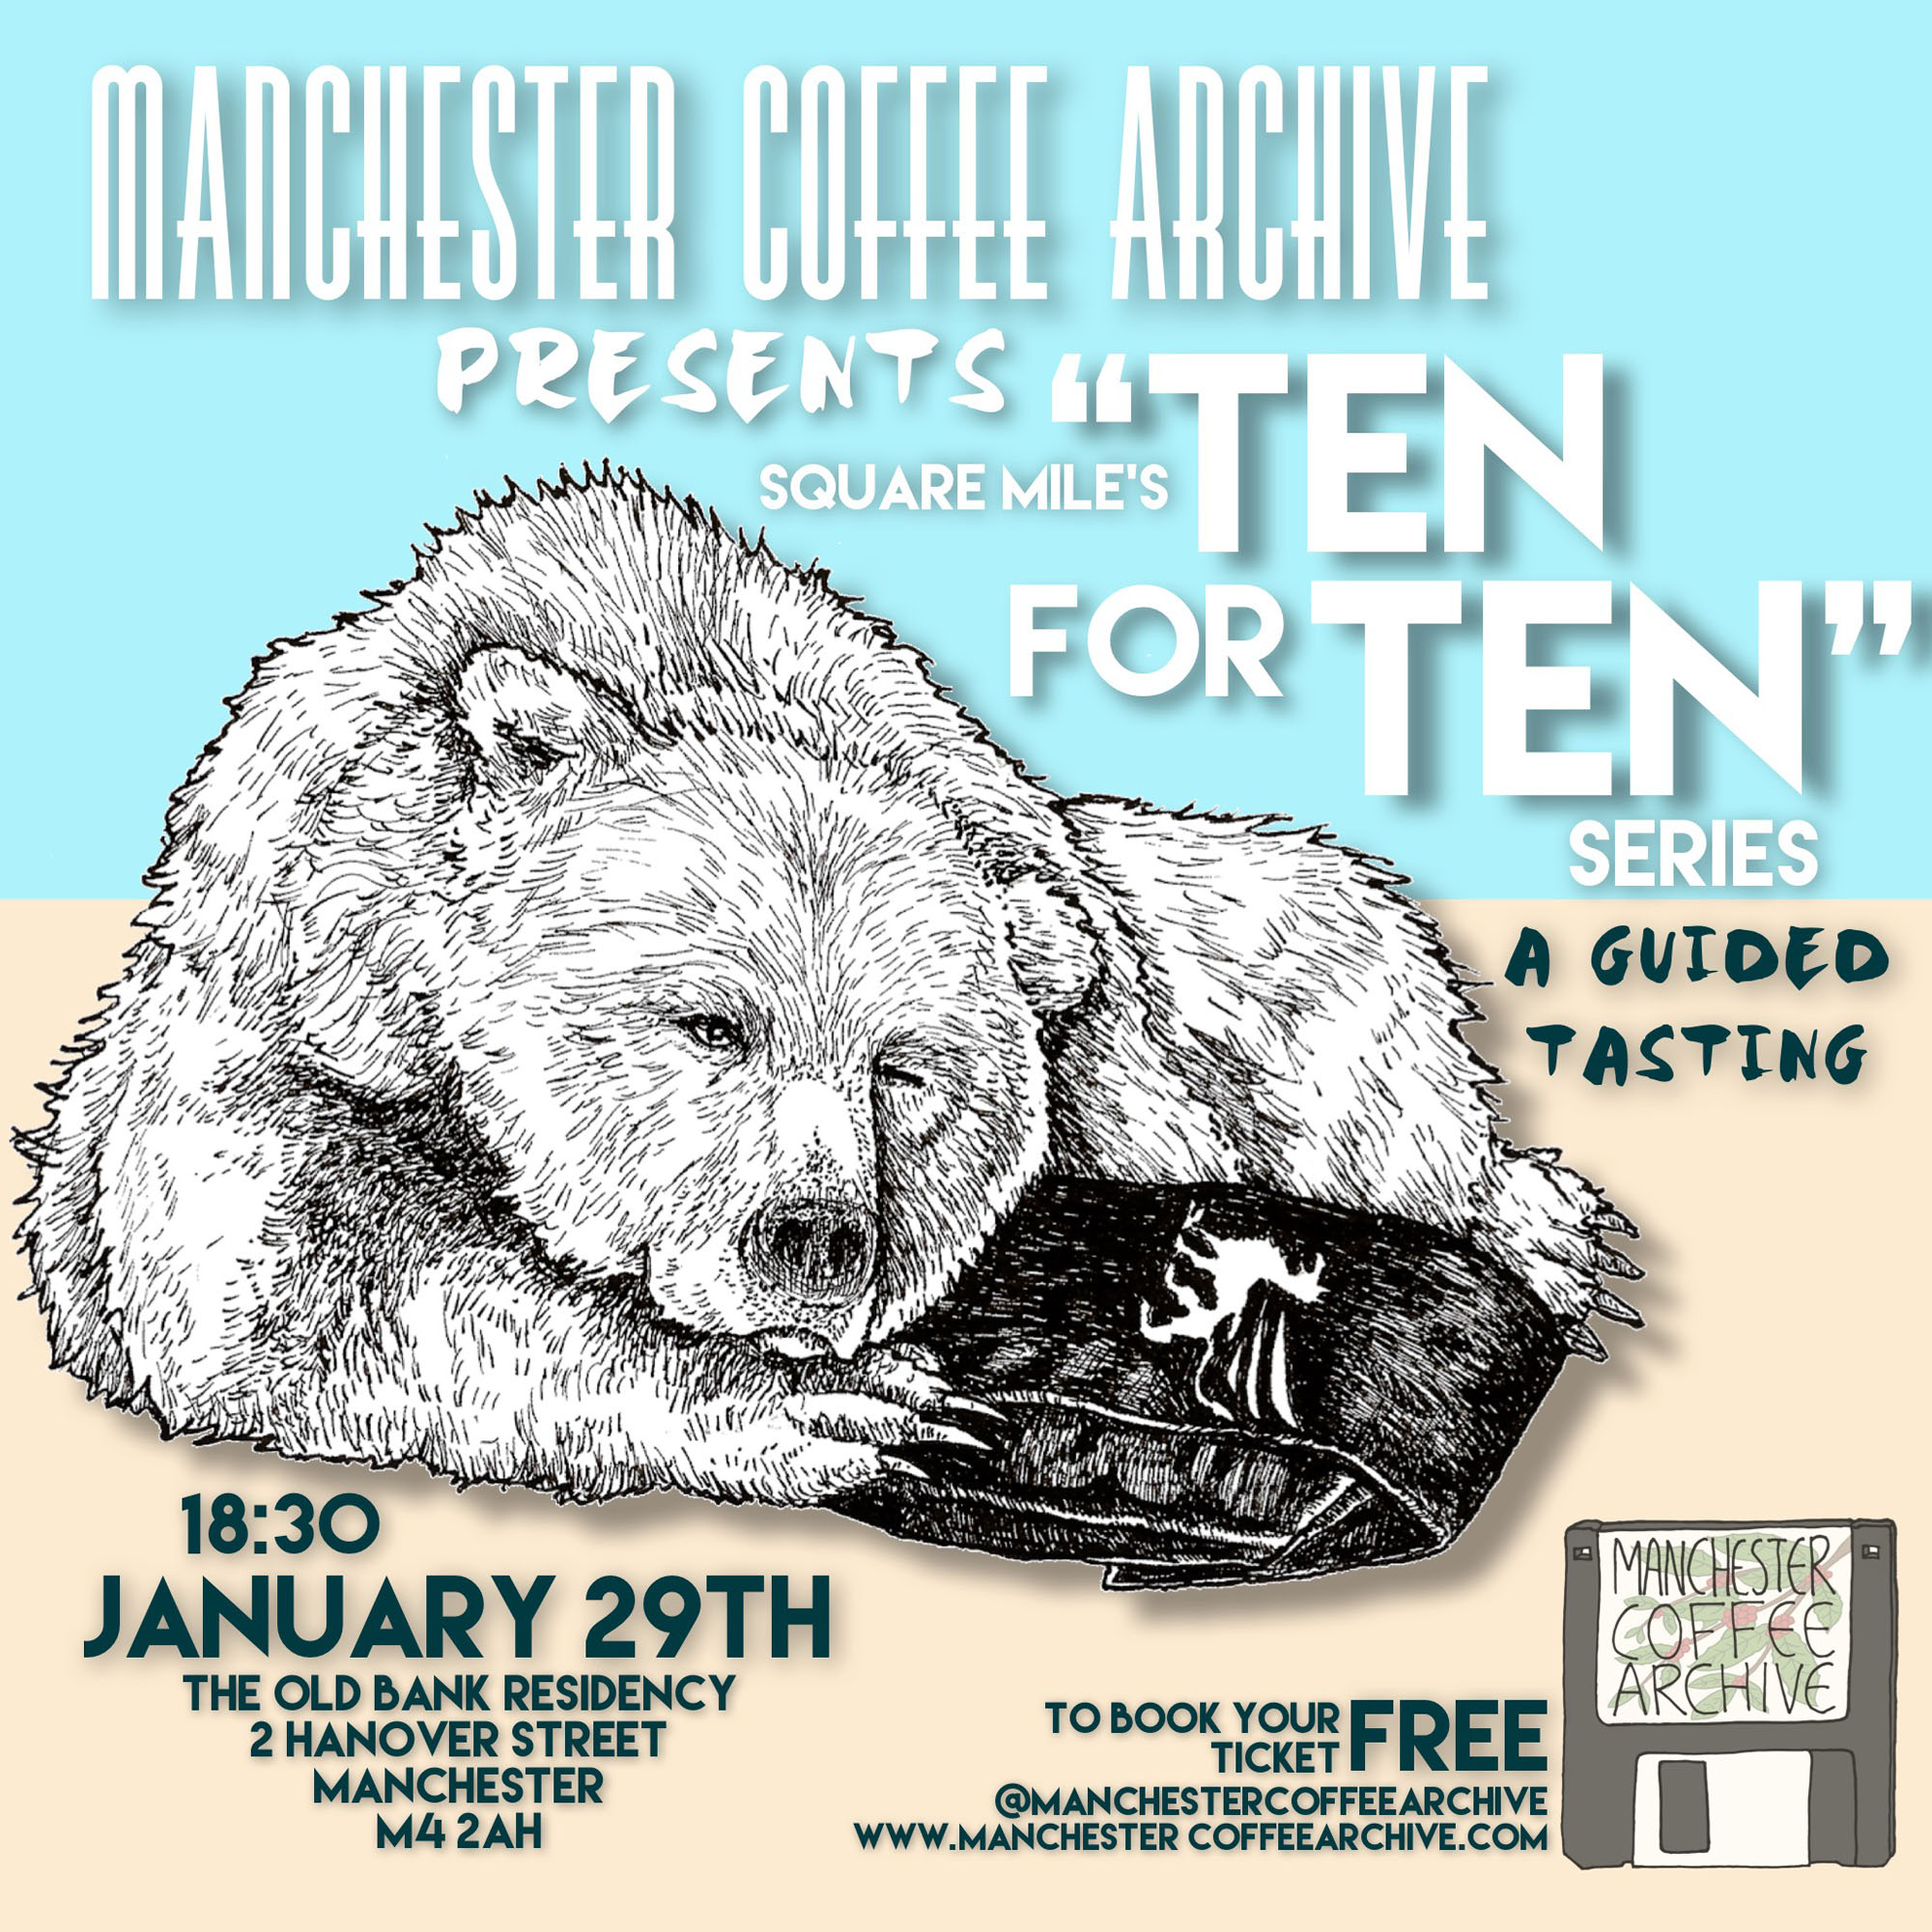 MANCHESTER COFFEE ARCHIVE
PRESENTS
SQUARE MILE'S
“TEN
FOR TEN”
SERIES
A GUIDED
TASTING
18:30
JANUARY 29TH
THE OLD BANK RESIDENCY
2 HANOVER STREET
MANCHESTER
M4 2AH
TO BOOK YOUR
TICKET FREE
@MANCHESTERCOFFEEARCHIVE
WWW.MANCHESTER COFFEEARCHIVE.COM
MANCHESTER
COFFEE
ARCHIVE